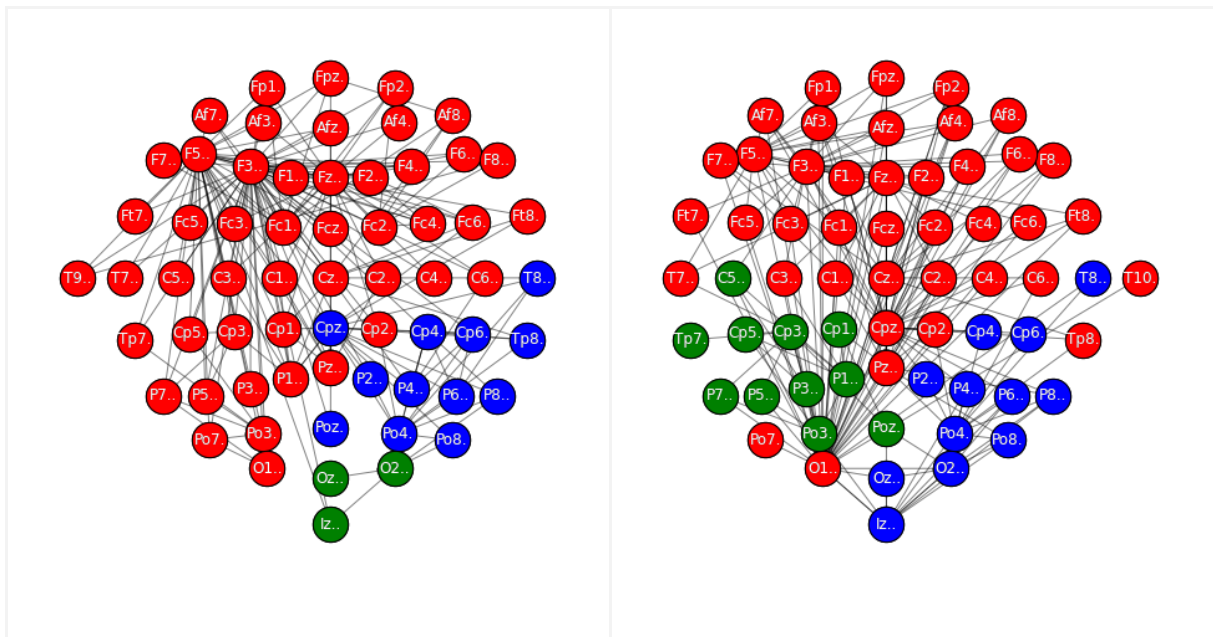 Fpz.
Fp1. Fp2.
Af7. Af3. Afz. Af4. Af8.
F7.. F5.. F3.. F1.. Fz.. F2.. F4.. F6.. F8..
Ft7. Fc5. Fc3. Fc1. Fcz. Fc2. Fc4. Fc6. Ft8.
T9.. T7.. C5.. C3.. C1.. Cz.. C2.. C4.. C6.. T8..
Tp7. Cp5. Cp3. Cp1. Cpz. Cp2. Cp4. Cp6. Tp8.
P7.. P5.. P3.. P1.. Pz.. P2.. P4.. P6.. P8..
Po7. Po3. Poz. Po4. Po8.
O1.. Oz.. O2..
Iz..
Fpz.
Fp1. Fp2.
Af7. Af3. Afz. Af4. Af8.
F7.. F5.. F3.. F1.. Fz.. F2.. F4.. F6.. F8..
Ft7. Fc5. Fc3. Fc1. Fcz. Fc2. Fc4. Fc6. Ft8.
T7.. C5.. C3.. C1.. Cz.. C2.. C4.. C6.. T8.. T10.
Tp7. Cp5. Cp3. Cp1. Cpz. Cp2. Cp4. Cp6. Tp8.
P7.. P5.. P3.. P1.. Pz.. P2.. P4.. P6.. P8..
Po7. Po3. Poz. Po4. Po8.
O1.. Oz.. O2..
Iz..